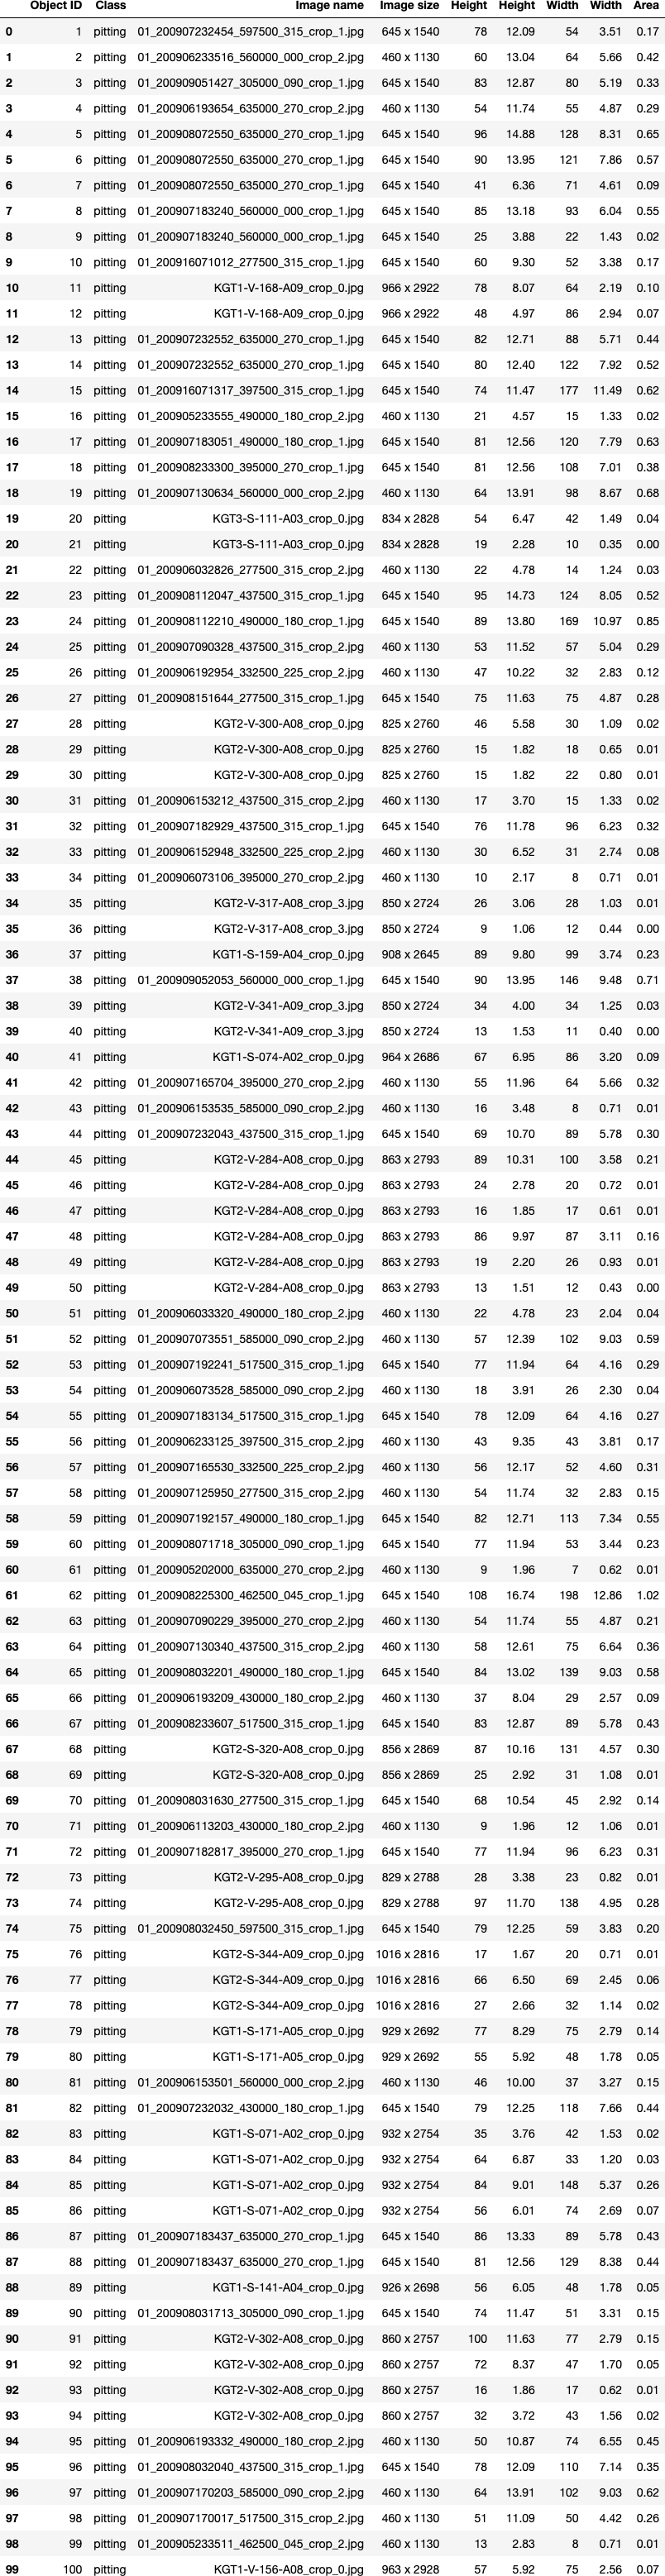 Object ID Class Image name Image size Height Height Width Width Area
0 1 pitting 01_200907232454_597500_315_crop_1.jpg 645 x 1540 78 12.09 54 3.51 0.17
1 2 pitting 01_200906233516_560000_000_crop_2.jpg 460 x 1130 60 13.04 64 5.66 0.42
2 3 pitting 01_200909051427_305000_090_crop_1.jpg 645 x 1540 83 12.87 80 5.19 0.33
3 4 pitting 01_200906193654_635000_270_crop_2.jpg 460 x 1130 54 11.74 55 4.87 0.29
4 5 pitting 01_200908072550_635000_270_crop_1.jpg 645 x 1540 96 14.88 128 8.31 0.65
5 6 pitting 01_200908072550_635000_270_crop_1.jpg 645 x 1540 90 13.95 121 7.86 0.57
6 7 pitting 01_200908072550_635000_270_crop_1.jpg 645 x 1540 41 6.36 71 4.61 0.09
7 8 pitting 01_200907183240_560000_000_crop_1.jpg 645 x 1540 85 13.18 93 6.04 0.55
8 9 pitting 01_200907183240_560000_000_crop_1.jpg 645 x 1540 25 3.88 22 1.43 0.02
9 10 pitting 01_200916071012_277500_315_crop_1.jpg 645 x 1540 60 9.30 52 3.38 0.17
10 11 pitting KGT1-V-168-A09_crop_0.jpg 966 x 2922 78 8.07 64 2.19 0.10
11 12 pitting KGT1-V-168-A09_crop_0.jpg 966 x 2922 48 4.97 86 2.94 0.07
12 13 pitting 01_200907232552_635000_270_crop_1.jpg 645 x 1540 82 12.71 88 5.71 0.44
13 14 pitting 01_200907232552_635000_270_crop_1.jpg 645 x 1540 80 12.40 122 7.92 0.52
14 15 pitting 01_200916071317_397500_315_crop_1.jpg 645 x 1540 74 11.47 177 11.49 0.62
15 16 pitting 01_200905233555_490000_180_crop_2.jpg 460 x 1130 21 4.57 15 1.33 0.02
16 17 pitting 01_200907183051_490000_180_crop_1.jpg 645 x 1540 81 12.56 120 7.79 0.63
17 18 pitting 01_200908233300_395000_270_crop_1.jpg 645 x 1540 81 12.56 108 7.01 0.38
18 19 pitting 01_200907130634_560000_000_crop_2.jpg 460 x 1130 64 13.91 98 8.67 0.68
19 20 pitting KGT3-S-111-A03_crop_0.jpg 834 x 2828 54 6.47 42 1.49 0.04
20 21 pitting KGT3-S-111-A03_crop_0.jpg 834 x 2828 19 2.28 10 0.35 0.00
21 22 pitting 01_200906032826_277500_315_crop_2.jpg 460 x 1130 22 4.78 14 1.24 0.03
22 23 pitting 01_200908112047_437500_315_crop_1.jpg 645 x 1540 95 14.73 124 8.05 0.52
23 24 pitting 01_200908112210_490000_180_crop_1.jpg 645 x 1540 89 13.80 169 10.97 0.85
24 25 pitting 01_200907090328_437500_315_crop_2.jpg 460 x 1130 53 11.52 57 5.04 0.29
25 26 pitting 01_200906192954_332500_225_crop_2.jpg 460 x 1130 47 10.22 32 2.83 0.12
26 27 pitting 01_200908151644_277500_315_crop_1.jpg 645 x 1540 75 11.63 75 4.87 0.28
27 28 pitting KGT2-V-300-A08_crop_0.jpg 825 x 2760 46 5.58 30 1.09 0.02
28 29 pitting KGT2-V-300-A08_crop_0.jpg 825 x 2760 15 1.82 18 0.65 0.01
29 30 pitting KGT2-V-300-A08_crop_0.jpg 825 x 2760 15 1.82 22 0.80 0.01
30 31 pitting 01_200906153212_437500_315_crop_2.jpg 460 x 1130 17 3.70 15 1.33 0.02
31 32 pitting 01_200907182929_437500_315_crop_1.jpg 645 x 1540 76 11.78 96 6.23 0.32
32 33 pitting 01_200906152948_332500_225_crop_2.jpg 460 x 1130 30 6.52 31 2.74 0.08
33 34 pitting 01_200906073106_395000_270_crop_2.jpg 460 x 1130 10 2.17 8 0.71 0.01
34 35 pitting KGT2-V-317-A08_crop_3.jpg 850 x 2724 26 3.06 28 1.03 0.01
35 36 pitting KGT2-V-317-A08_crop_3.jpg 850 x 2724 9 1.06 12 0.44 0.00
36 37 pitting KGT1-S-159-A04_crop_0.jpg 908 x 2645 89 9.80 99 3.74 0.23
37 38 pitting 01_200909052053_560000_000_crop_1.jpg 645 x 1540 90 13.95 146 9.48 0.71
38 39 pitting KGT2-V-341-A09_crop_3.jpg 850 x 2724 34 4.00 34 1.25 0.03
39 40 pitting KGT2-V-341-A09_crop_3.jpg 850 x 2724 13 1.53 11 0.40 0.00
40 41 pitting KGT1-S-074-A02_crop_0.jpg 964 x 2686 67 6.95 86 3.20 0.09
41 42 pitting 01_200907165704_395000_270_crop_2.jpg 460 x 1130 55 11.96 64 5.66 0.32
42 43 pitting 01_200906153535_585000_090_crop_2.jpg 460 x 1130 16 3.48 8 0.71 0.01
43 44 pitting 01_200907232043_437500_315_crop_1.jpg 645 x 1540 69 10.70 89 5.78 0.30
44 45 pitting KGT2-V-284-A08_crop_0.jpg 863 x 2793 89 10.31 100 3.58 0.21
45 46 pitting KGT2-V-284-A08_crop_0.jpg 863 x 2793 24 2.78 20 0.72 0.01
46 47 pitting KGT2-V-284-A08_crop_0.jpg 863 x 2793 16 1.85 17 0.61 0.01
47 48 pitting KGT2-V-284-A08_crop_0.jpg 863 x 2793 86 9.97 87 3.11 0.16
48 49 pitting KGT2-V-284-A08_crop_0.jpg 863 x 2793 19 2.20 26 0.93 0.01
49 50 pitting KGT2-V-284-A08_crop_0.jpg 863 x 2793 13 1.51 12 0.43 0.00
50 51 pitting 01_200906033320_490000_180_crop_2.jpg 460 x 1130 22 4.78 23 2.04 0.04
51 52 pitting 01_200907073551_585000_090_crop_2.jpg 460 x 1130 57 12.39 102 9.03 0.59
52 53 pitting 01_200907192241_517500_315_crop_1.jpg 645 x 1540 77 11.94 64 4.16 0.29
53 54 pitting 01_200906073528_585000_090_crop_2.jpg 460 x 1130 18 3.91 26 2.30 0.04
54 55 pitting 01_200907183134_517500_315_crop_1.jpg 645 x 1540 78 12.09 64 4.16 0.27
55 56 pitting 01_200906233125_397500_315_crop_2.jpg 460 x 1130 43 9.35 43 3.81 0.17
56 57 pitting 01_200907165530_332500_225_crop_2.jpg 460 x 1130 56 12.17 52 4.60 0.31
57 58 pitting 01_200907125950_277500_315_crop_2.jpg 460 x 1130 54 11.74 32 2.83 0.15
58 59 pitting 01_200907192157_490000_180_crop_1.jpg 645 x 1540 82 12.71 113 7.34 0.55
59 60 pitting 01_200908071718_305000_090_crop_1.jpg 645 x 1540 77 11.94 53 3.44 0.23
60 61 pitting 01_200905202000_635000_270_crop_2.jpg 460 x 1130 9 1.96 7 0.62 0.01
61 62 pitting 01_200908225300_462500_045_crop_1.jpg 645 x 1540 108 16.74 198 12.86 1.02
62 63 pitting 01_200907090229_395000_270_crop_2.jpg 460 x 1130 54 11.74 55 4.87 0.21
63 64 pitting 01_200907130340_437500_315_crop_2.jpg 460 x 1130 58 12.61 75 6.64 0.36
64 65 pitting 01_200908032201_490000_180_crop_1.jpg 645 x 1540 84 13.02 139 9.03 0.58
65 66 pitting 01_200906193209_430000_180_crop_2.jpg 460 x 1130 37 8.04 29 2.57 0.09
66 67 pitting 01_200908233607_517500_315_crop_1.jpg 645 x 1540 83 12.87 89 5.78 0.43
67 68 pitting KGT2-S-320-A08_crop_0.jpg 856 x 2869 87 10.16 131 4.57 0.30
68 69 pitting KGT2-S-320-A08_crop_0.jpg 856 x 2869 25 2.92 31 1.08 0.01
69 70 pitting 01_200908031630_277500_315_crop_1.jpg 645 x 1540 68 10.54 45 2.92 0.14
70 71 pitting 01_200906113203_430000_180_crop_2.jpg 460 x 1130 9 1.96 12 1.06 0.01
71 72 pitting 01_200907182817_395000_270_crop_1.jpg 645 x 1540 77 11.94 96 6.23 0.31
72 73 pitting KGT2-V-295-A08_crop_0.jpg 829 x 2788 28 3.38 23 0.82 0.01
73 74 pitting KGT2-V-295-A08_crop_0.jpg 829 x 2788 97 11.70 138 4.95 0.28
74 75 pitting 01_200908032450_597500_315_crop_1.jpg 645 x 1540 79 12.25 59 3.83 0.20
75 76 pitting KGT2-S-344-A09_crop_0.jpg 1016 x 2816 17 1.67 20 0.71 0.01
76 77 pitting KGT2-S-344-A09_crop_0.jpg 1016 x 2816 66 6.50 69 2.45 0.06
77 78 pitting KGT2-S-344-A09_crop_0.jpg 1016 x 2816 27 2.66 32 1.14 0.02
78 79 pitting KGT1-S-171-A05_crop_0.jpg 929 x 2692 77 8.29 75 2.79 0.14
79 80 pitting KGT1-S-171-A05_crop_0.jpg 929 x 2692 55 5.92 48 1.78 0.05
80 81 pitting 01_200906153501_560000_000_crop_2.jpg 460 x 1130 46 10.00 37 3.27 0.15
81 82 pitting 01_200907232032_430000_180_crop_1.jpg 645 x 1540 79 12.25 118 7.66 0.44
82 83 pitting KGT1-S-071-A02_crop_0.jpg 932 x 2754 35 3.76 42 1.53 0.02
83 84 pitting KGT1-S-071-A02_crop_0.jpg 932 x 2754 64 6.87 33 1.20 0.03
84 85 pitting KGT1-S-071-A02_crop_0.jpg 932 x 2754 84 9.01 148 5.37 0.26
85 86 pitting KGT1-S-071-A02_crop_0.jpg 932 x 2754 56 6.01 74 2.69 0.07
86 87 pitting 01_200907183437_635000_270_crop_1.jpg 645 x 1540 86 13.33 89 5.78 0.43
87 88 pitting 01_200907183437_635000_270_crop_1.jpg 645 x 1540 81 12.56 129 8.38 0.44
88 89 pitting KGT1-S-141-A04_crop_0.jpg 926 x 2698 56 6.05 48 1.78 0.05
89 90 pitting 01_200908031713_305000_090_crop_1.jpg 645 x 1540 74 11.47 51 3.31 0.15
90 91 pitting KGT2-V-302-A08_crop_0.jpg 860 x 2757 100 11.63 77 2.79 0.15
91 92 pitting KGT2-V-302-A08_crop_0.jpg 860 x 2757 72 8.37 47 1.70 0.05
92 93 pitting KGT2-V-302-A08_crop_0.jpg 860 x 2757 16 1.86 17 0.62 0.01
93 94 pitting KGT2-V-302-A08_crop_0.jpg 860 x 2757 32 3.72 43 1.56 0.02
94 95 pitting 01_200906193332_490000_180_crop_2.jpg 460 x 1130 50 10.87 74 6.55 0.45
95 96 pitting 01_200908032040_437500_315_crop_1.jpg 645 x 1540 78 12.09 110 7.14 0.35
96 97 pitting 01_200907170203_585000_090_crop_2.jpg 460 x 1130 64 13.91 102 9.03 0.62
97 98 pitting 01_200907170017_517500_315_crop_2.jpg 460 x 1130 51 11.09 50 4.42 0.26
98 99 pitting 01_200905233511_462500_045_crop_2.jpg 460 x 1130 13 2.83 8 0.71 0.01
99 100 pitting KGT1-V-156-A08_crop_0.jpg 963 x 2928 57 5.92 75 2.56 0.07